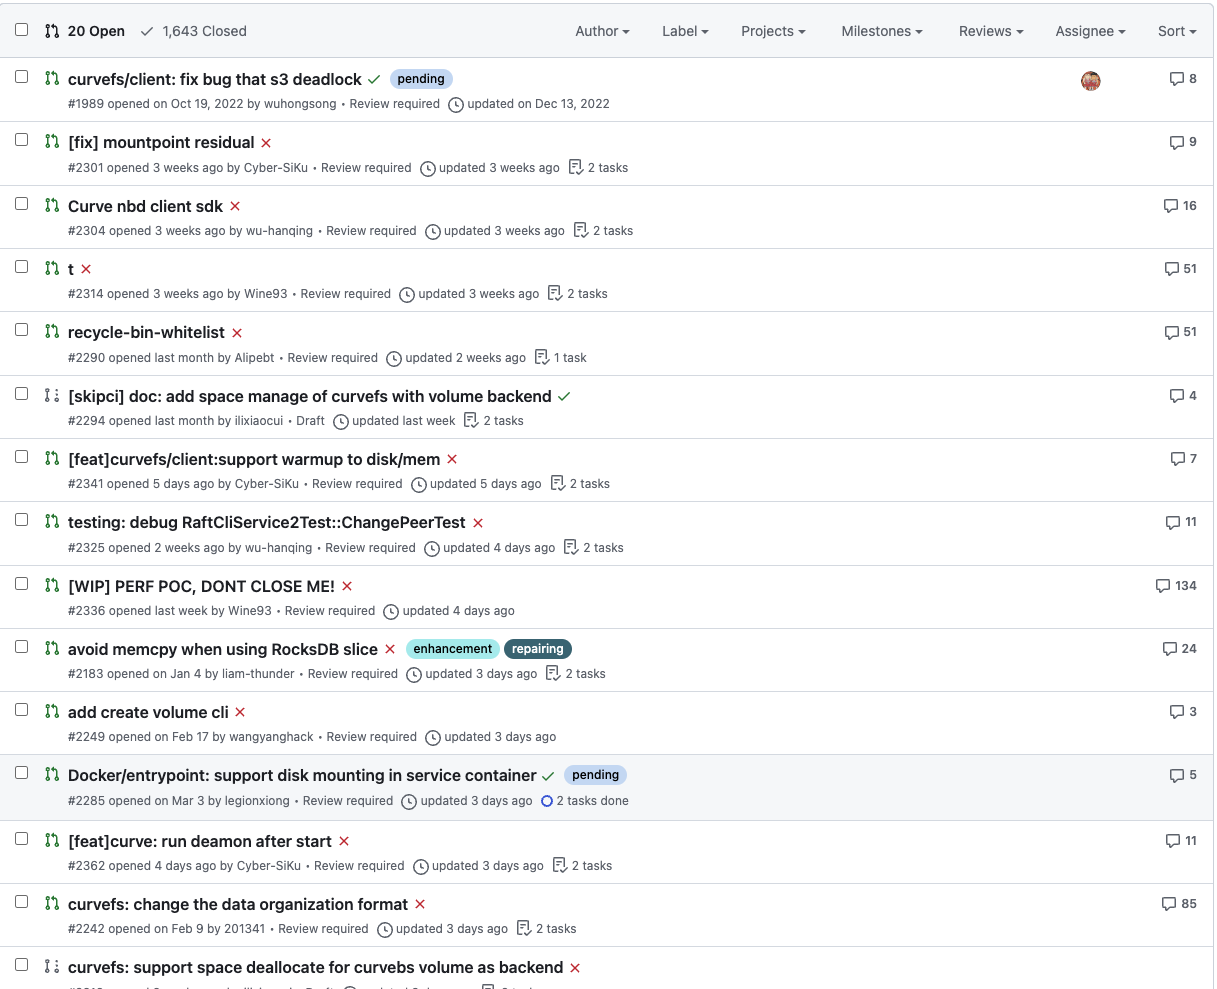 20 Open 1,643 Closed Author Label Projects Milestones Reviews Assignee Sort
curvefs/client: fix bug that s3 deadlock pending 8
#1989 opened on Oct 19, 2022 by wuhongsong • Review required updated on Dec 13, 2022
[fix] mountpoint residual 9
#2301 opened 3 weeks ago by Cyber-SiKu • Review required updated 3 weeks ago 2 tasks
Curve nbd client sdk 16
#2304 opened 3 weeks ago by wu-hanqing • Review required updated 3 weeks ago 2 tasks
t 51
#2314 opened 3 weeks ago by Wine93 • Review required updated 3 weeks ago 2 tasks
recycle-bin-whitelist 51
#2290 opened last month by Alipebt • Review required updated 2 weeks ago 1 task
[skipci] doc: add space manage of curvefs with volume backend 4
#2294 opened last month by ilixiaocui • Draft updated last week 2 tasks
[feat]curvefs/client:support warmup to disk/mem 7
#2341 opened 5 days ago by Cyber-SiKu • Review required updated 5 days ago 2 tasks
testing: debug RaftCliService2Test::ChangePeerTest 11
#2325 opened 2 weeks ago by wu-hanqing • Review required updated 4 days ago 2 tasks
[WIP] PERF POC, DONT CLOSE ME! 134
#2336 opened last week by Wine93 • Review required updated 4 days ago
avoid memcpy when using RocksDB slice enhancement repairing 24
#2183 opened on Jan 4 by liam-thunder • Review required updated 3 days ago 2 tasks
add create volume cli 3
#2249 opened on Feb 17 by wangyanghack • Review required updated 3 days ago
Docker/entrypoint: support disk mounting in service container pending 5
#2285 opened on Mar 3 by legionxiong • Review required updated 3 days ago 2 tasks done
[feat]curve: run deamon after start 11
#2362 opened 4 days ago by Cyber-SiKu • Review required updated 3 days ago 2 tasks
curvefs: change the data organization format 85
#2242 opened on Feb 9 by 201341 • Review required updated 3 days ago 2 tasks
curvefs: support space deallocate for curvebs volume as backend